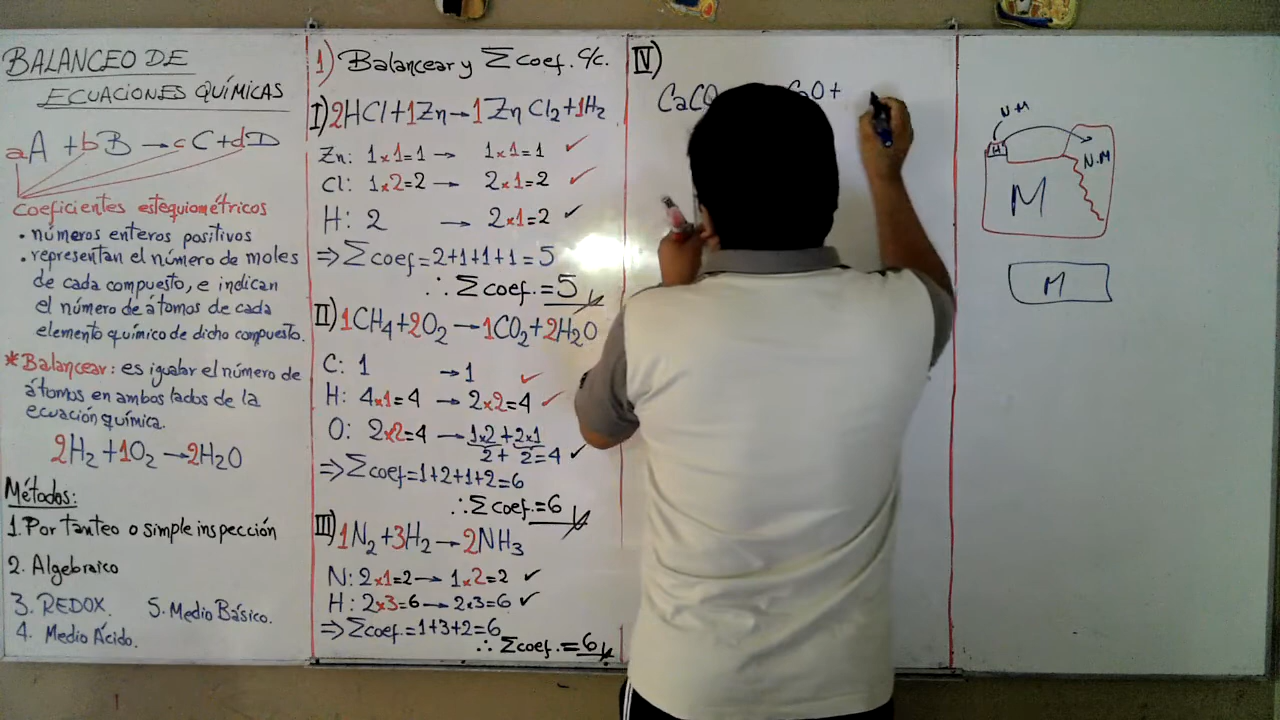 BALANCEO DE
ECUACIONES QUÍMICAS
aA + bB → cC + dD
coeficientes estequiométricos
• números enteros positivos
• representan el número de moles
de cada compuesto, e indican
el número de átomos de cada
elemento químico de dicho compuesto.
*Balancear: es igualar el número de
átomos en ambos lados de la
ecuación química.
2H₂ + 1O₂ → 2H₂O
Métodos:
1. Por tanteo o simple inspección
2. Algebraico
3. REDOX. 5. Medio Básico.
4. Medio Ácido.
1) Balancear y Σcoef. c/c.
I) 2HCl + 1Zn → 1ZnCl₂ + 1H₂
Zn: 1x1=1 → 1x1=1 ✓
Cl: 1x2=2 → 2x1=2 ✓
H: 2 → 2x1=2 ✓
⇒ Σcoef=2+1+1+1=5
∴ Σcoef.=5
II) 1CH₄ + 2O₂ → 1CO₂ + 2H₂O
C: 1 → 1 ✓
H: 4x1=4 → 2x2=4 ✓
O: 2x2=4 → 1x2 + 2x1
2 + 2=4 ✓
⇒ Σcoef=1+2+1+2=6
∴ Σcoef.=6
III) 1N₂ + 3H₂ → 2NH₃
N: 2x1=2 → 1x2=2 ✓
H: 2x3=6 → 2x3=6 ✓
⇒ Σcoef.=1+3+2=6
∴ Σcoef.=6
IV)
CaCO CaO +
N.M
H
N.M
M
M